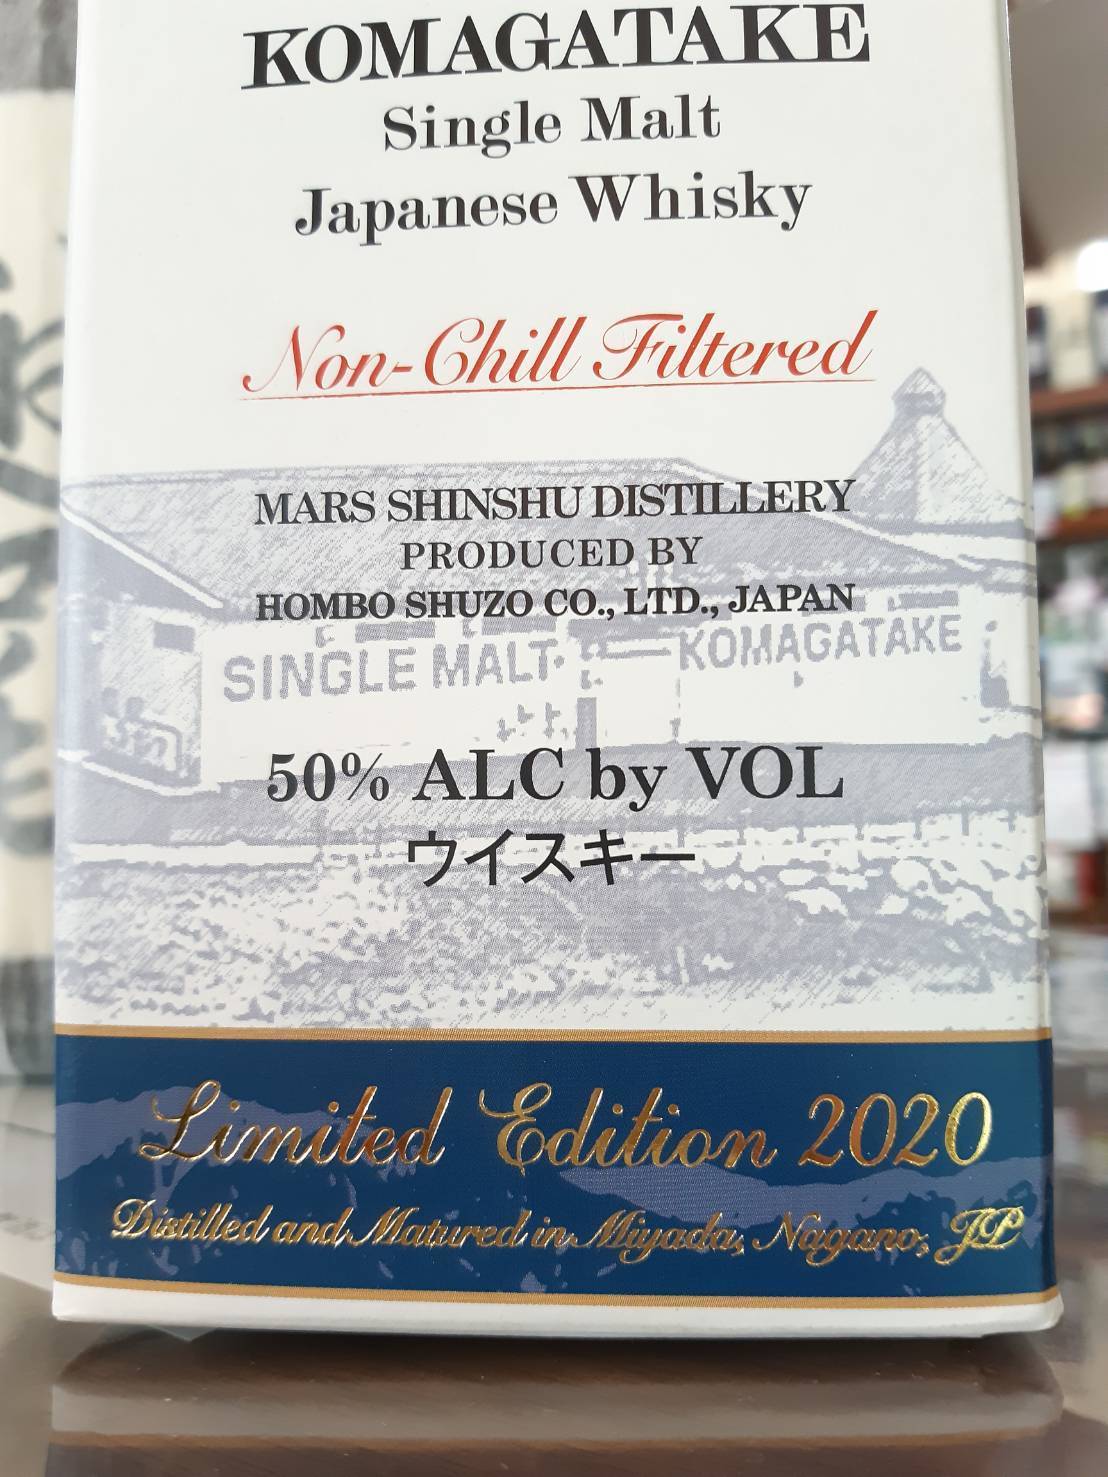 KOMAGATAKE
Single Malt
Japanese Whisky
Non-Chill Filtered
MARS SHINSHU DISTILLERY
PRODUCED BY
HOMBO SHUZO CO., LTD., JAPAN
SINGLE MALT KOMAGATAKE
50% ALC by VOL
ウイスキー
Limited Edition 2020
Distilled and Matured in Miyada, Nagano, JP